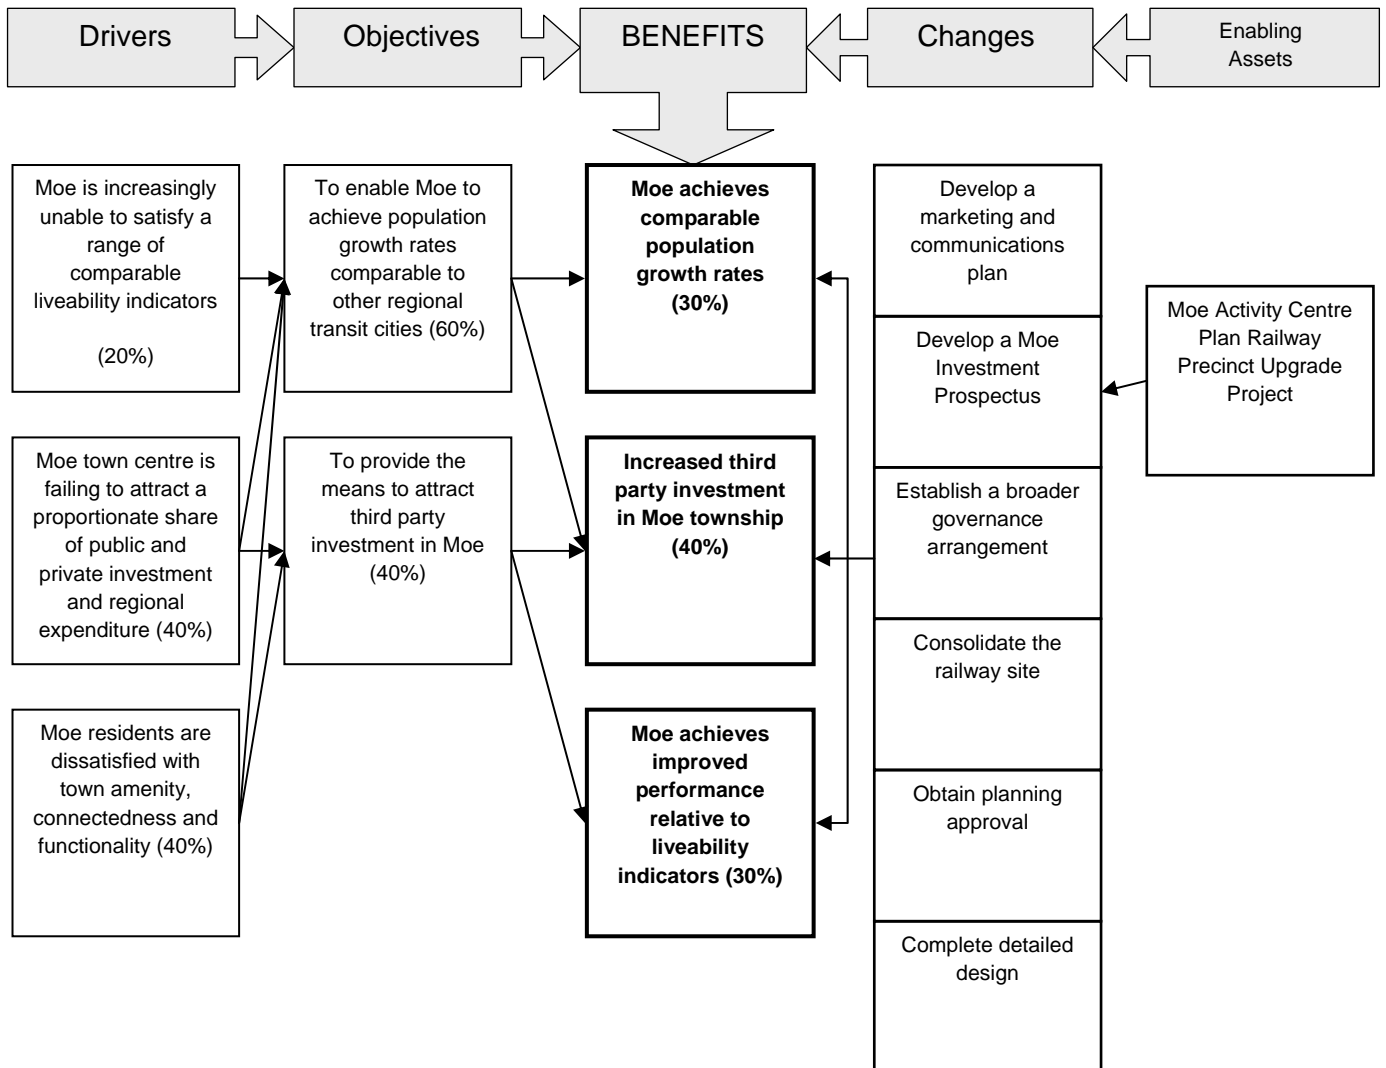 Drivers
Objectives
BENEFITS
Changes
Enabling
Assets
Moe is increasingly
unable to satisfy a
range of
comparable
liveability indicators
(20%)
Moe town centre is
failing to attract a
proportionate share
of public and
private investment
and regional
expenditure (40%)
Moe residents are
dissatisfied with
town amenity,
connectedness and
functionality (40%)
To enable Moe to
achieve population
growth rates
comparable to
other regional
transit cities (60%)
To provide the
means to attract
third party
investment in Moe
(40%)
Moe achieves
comparable
population
growth rates
(30%)
Increased third
party investment
in Moe township
(40%)
Moe achieves
improved
performance
relative to
liveability
indicators (30%)
Develop a
marketing and
communications
plan
Develop a Moe
Investment
Prospectus
Establish a broader
governance
arrangement
Consolidate the
railway site
Obtain planning
approval
Complete detailed
design
Moe Activity Centre
Plan Railway
Precinct Upgrade
Project